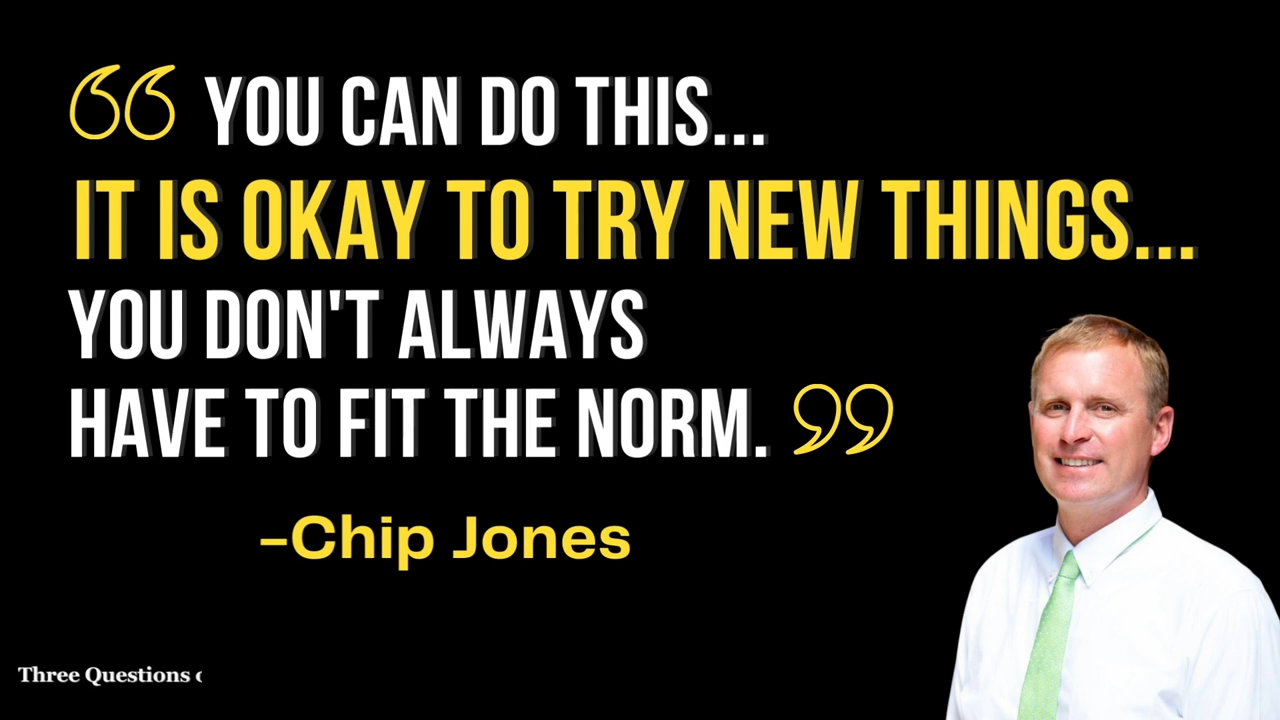 “ YOU CAN DO THIS...
IT IS OKAY TO TRY NEW THINGS...
YOU DON'T ALWAYS
HAVE TO FIT THE NORM. ”
–Chip Jones
Three Questions